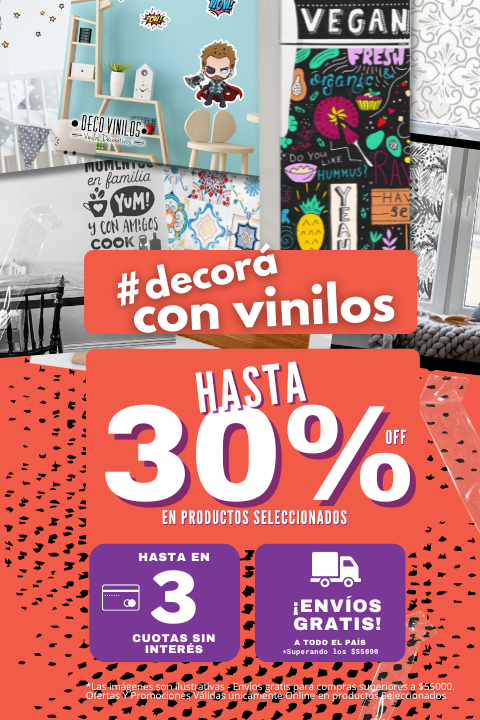 POW!
WOW!
VEGAN
FRESH
organic &
DECO VINILOS
Vinilos Decorativos
DO YOU
LIKE
HUMMUS?
RAW
MOMENTOS
en familia
YUM!
Y CON AMIGOS
COOK
YEAH
HAV
se
#decorá
con vinilos
HASTA
30%
OFF
EN PRODUCTOS SELECCIONADOS
HASTA EN
3
CUOTAS SIN
INTERÉS
¡ENVÍOS
GRATIS!
A TODO EL PAÍS
*Superando los $55000
*Las imágenes son ilustrativas - Envíos gratis para compras superiores a $55000.
Ofertas Y Promociones Válidas únicamente Online en productos Seleccionados